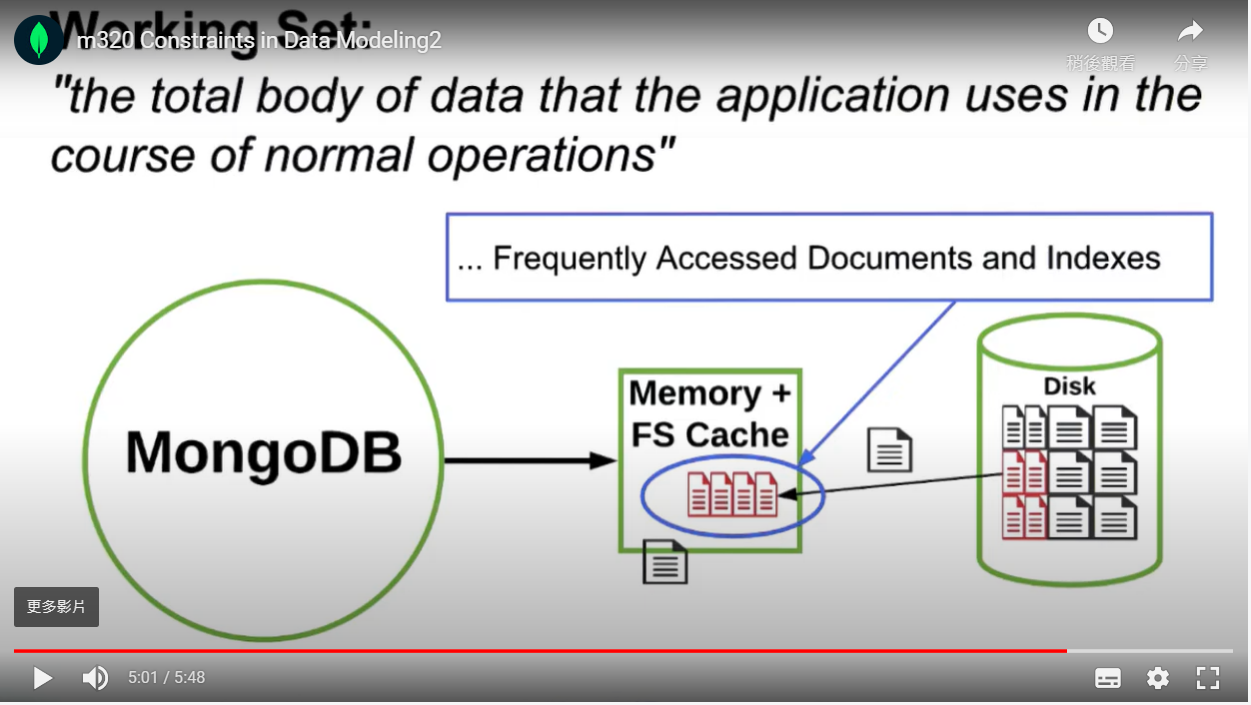 Working Set:
m320 Constraints in Data Modeling2
稍後觀看
分享
"the total body of data that the application uses in the
course of normal operations"
... Frequently Accessed Documents and Indexes
MongoDB
Memory +
FS Cache
Disk
更多影片
5:01 / 5:48